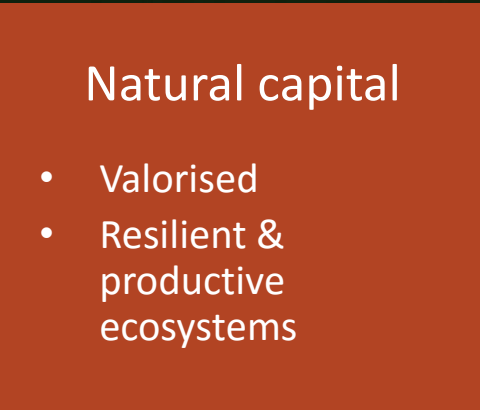 Natural capital
• Valorised
• Resilient &
productive
ecosystems